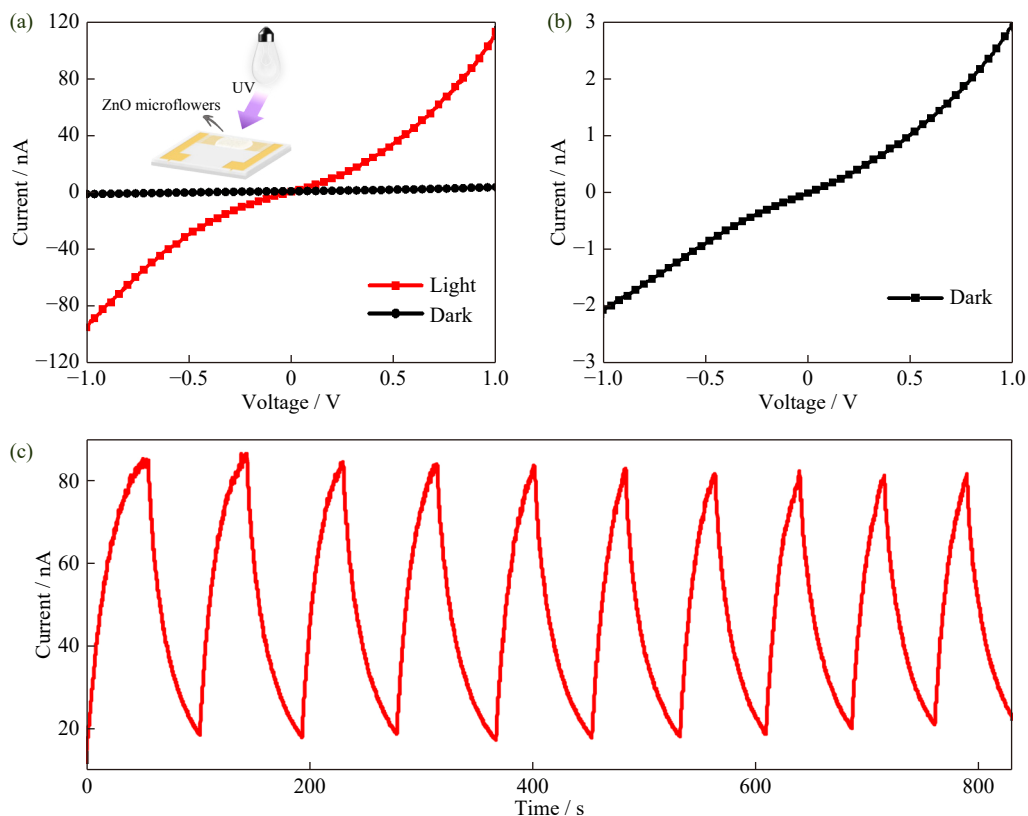 (a)
120
80
40
0
−40
−80
−120
Current / nA
UV
ZnO microflowers
Light
Dark
−1.0 −0.5 0 0.5 1.0
Voltage / V
(b)
3
2
1
0
−1
−2
−3
Current / nA
Dark
−1.0 −0.5 0 0.5 1.0
Voltage / V
(c)
80
60
40
20
Current / nA
0 200 400 600 800
Time / s